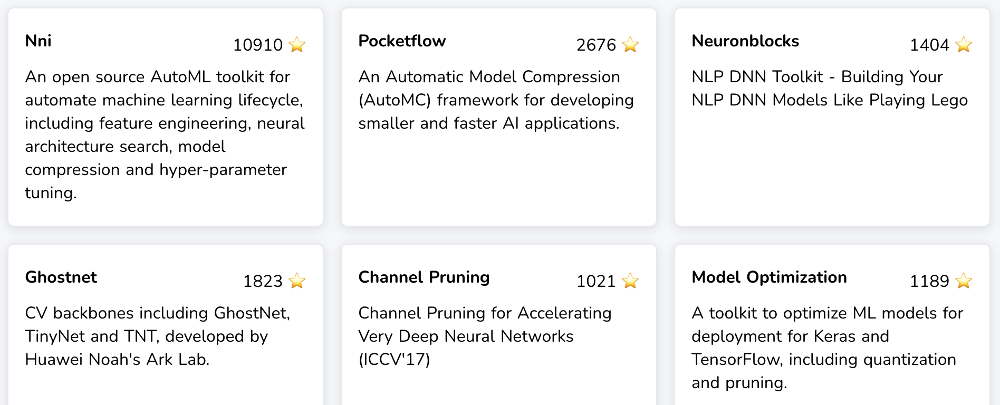 Nni
10910 ⭐
An open source AutoML toolkit for
automate machine learning lifecycle,
including feature engineering, neural
architecture search, model
compression and hyper-parameter
tuning.
Pocketflow
2676 ⭐
An Automatic Model Compression
(AutoMC) framework for developing
smaller and faster AI applications.
Neuronblocks
1404 ⭐
NLP DNN Toolkit - Building Your
NLP DNN Models Like Playing Lego
Ghostnet
1823 ⭐
CV backbones including GhostNet,
TinyNet and TNT, developed by
Huawei Noah's Ark Lab.
Channel Pruning
1021 ⭐
Channel Pruning for Accelerating
Very Deep Neural Networks
(ICCV'17)
Model Optimization
1189 ⭐
A toolkit to optimize ML models for
deployment for Keras and
TensorFlow, including quantization
and pruning.